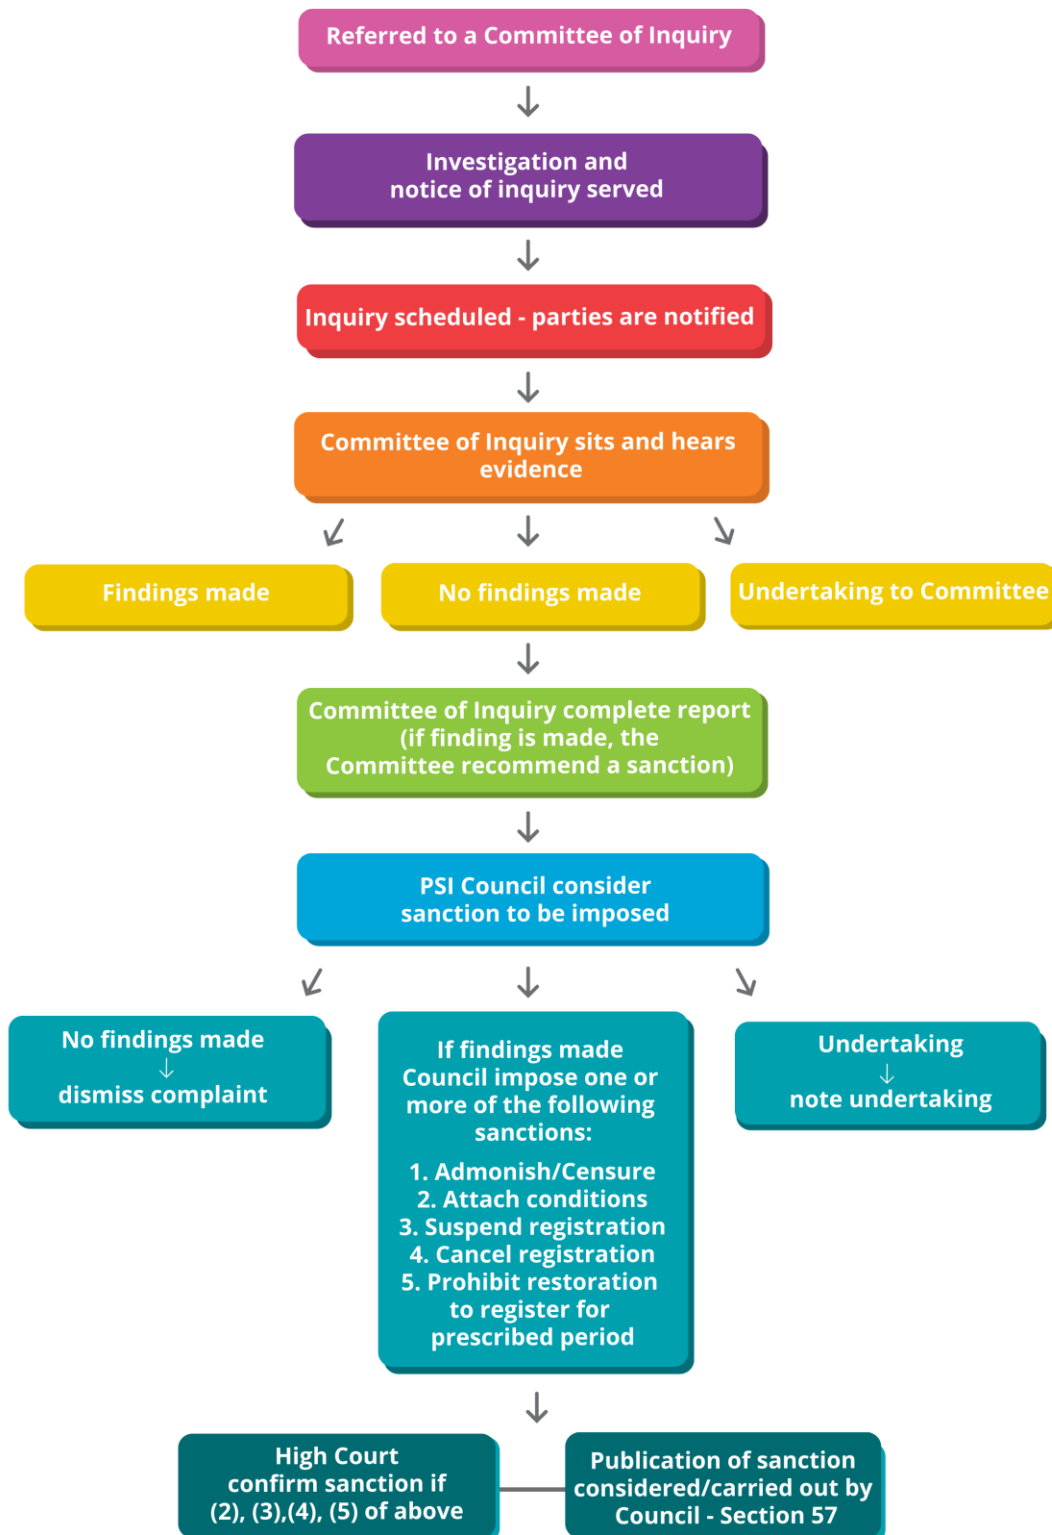 Referred to a Committee of Inquiry
Investigation and
notice of inquiry served
Inquiry scheduled - parties are notified
Committee of Inquiry sits and hears
evidence
Findings made
No findings made
Undertaking to Committee
Committee of Inquiry complete report
(if finding is made, the
Committee recommend a sanction)
PSI Council consider
sanction to be imposed
No findings made
↓
dismiss complaint
If findings made
Council impose one or
more of the following
sanctions:
1. Admonish/Censure
2. Attach conditions
3. Suspend registration
4. Cancel registration
5. Prohibit restoration
to register for
prescribed period
Undertaking
↓
note undertaking
High Court
confirm sanction if
(2), (3),(4), (5) of above
Publication of sanction
considered/carried out by
Council - Section 57